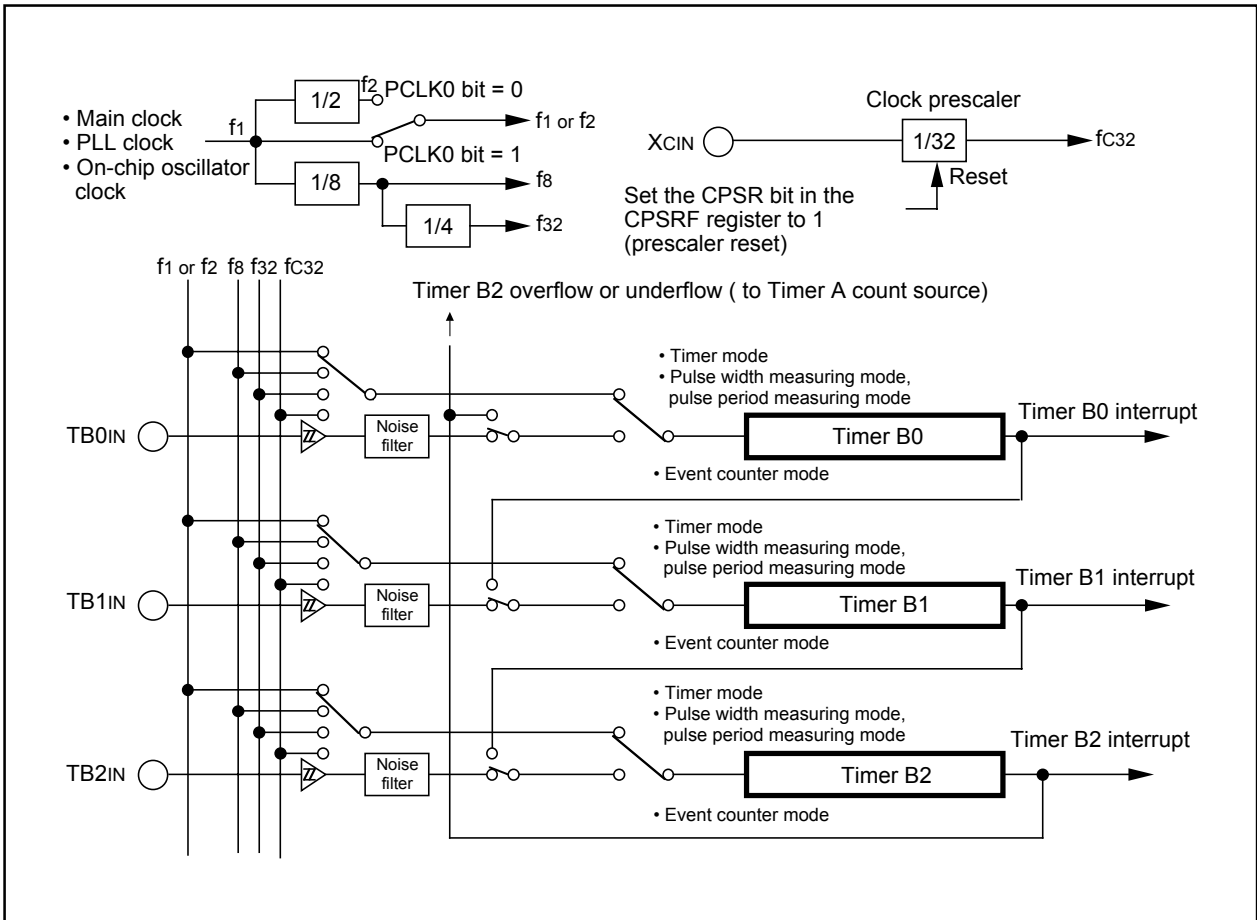 • Main clock
• PLL clock
• On-chip oscillator
clock
f1
1/2
f2
PCLK0 bit = 0
f1 or f2
PCLK0 bit = 1
1/8
f8
1/4
f32
Clock prescaler
XCIN
1/32
fC32
Reset
Set the CPSR bit in the
CPSRF register to 1
(prescaler reset)
f1 or f2 f8 f32 fC32
Timer B2 overflow or underflow ( to Timer A count source)
• Timer mode
• Pulse width measuring mode,
pulse period measuring mode
TB0IN
Noise
filter
Timer B0
Timer B0 interrupt
• Event counter mode
• Timer mode
• Pulse width measuring mode,
pulse period measuring mode
TB1IN
Noise
filter
Timer B1
Timer B1 interrupt
• Event counter mode
• Timer mode
• Pulse width measuring mode,
pulse period measuring mode
TB2IN
Noise
filter
Timer B2
Timer B2 interrupt
• Event counter mode